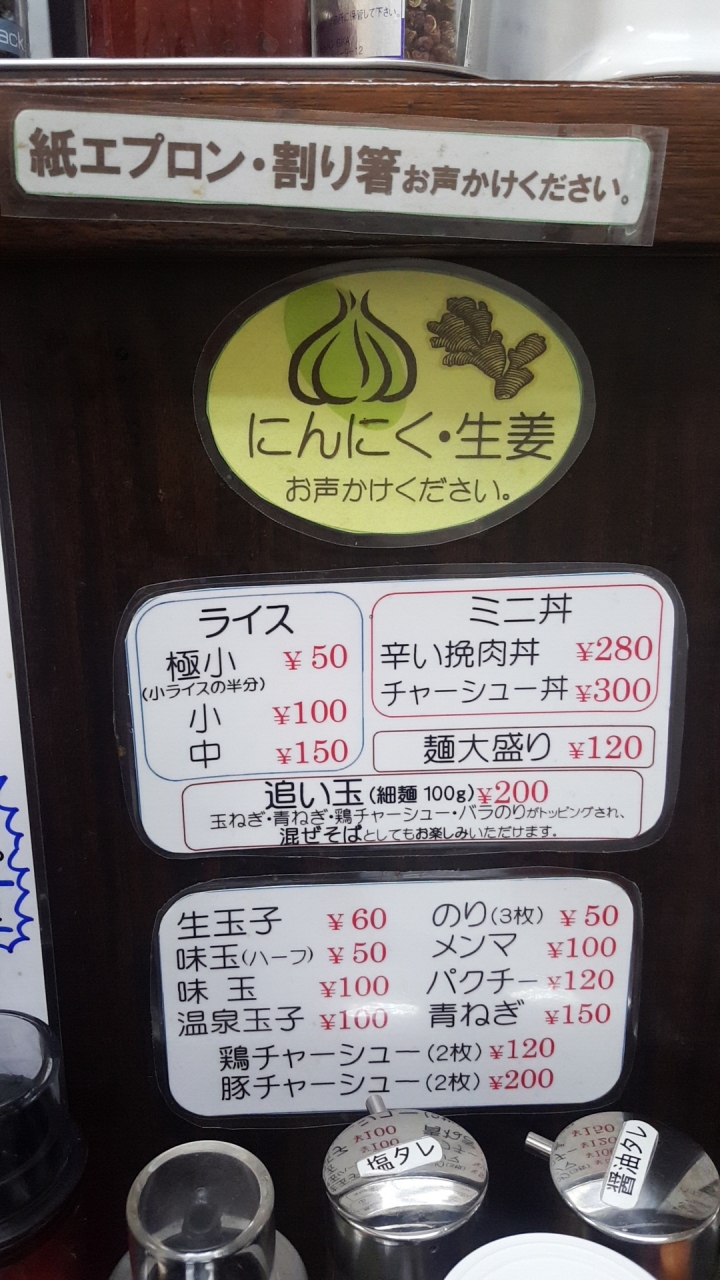 紙エプロン・割り箸お声かけください。
にんにく・生姜
お声かけください。
ライス
極小 ¥50
(小ライスの半分)
小 ¥100
中 ¥150
ミニ丼
辛い挽肉丼 ¥280
チャーシュー丼 ¥300
麺大盛り ¥120
追い玉(細麺 100g)¥200
玉ねぎ・青ねぎ・鶏チャーシュー・バラのりがトッピングされ、
混ぜそばとしてもお楽しみいただけます。
生玉子 ¥60
味玉(ハーフ) ¥50
味玉 ¥100
温泉玉子 ¥100
のり(3枚) ¥50
メンマ ¥100
パクチー ¥120
青ねぎ ¥150
鶏チャーシュー(2枚) ¥120
豚チャーシュー(2枚) ¥200
塩タレ
醤油タレ